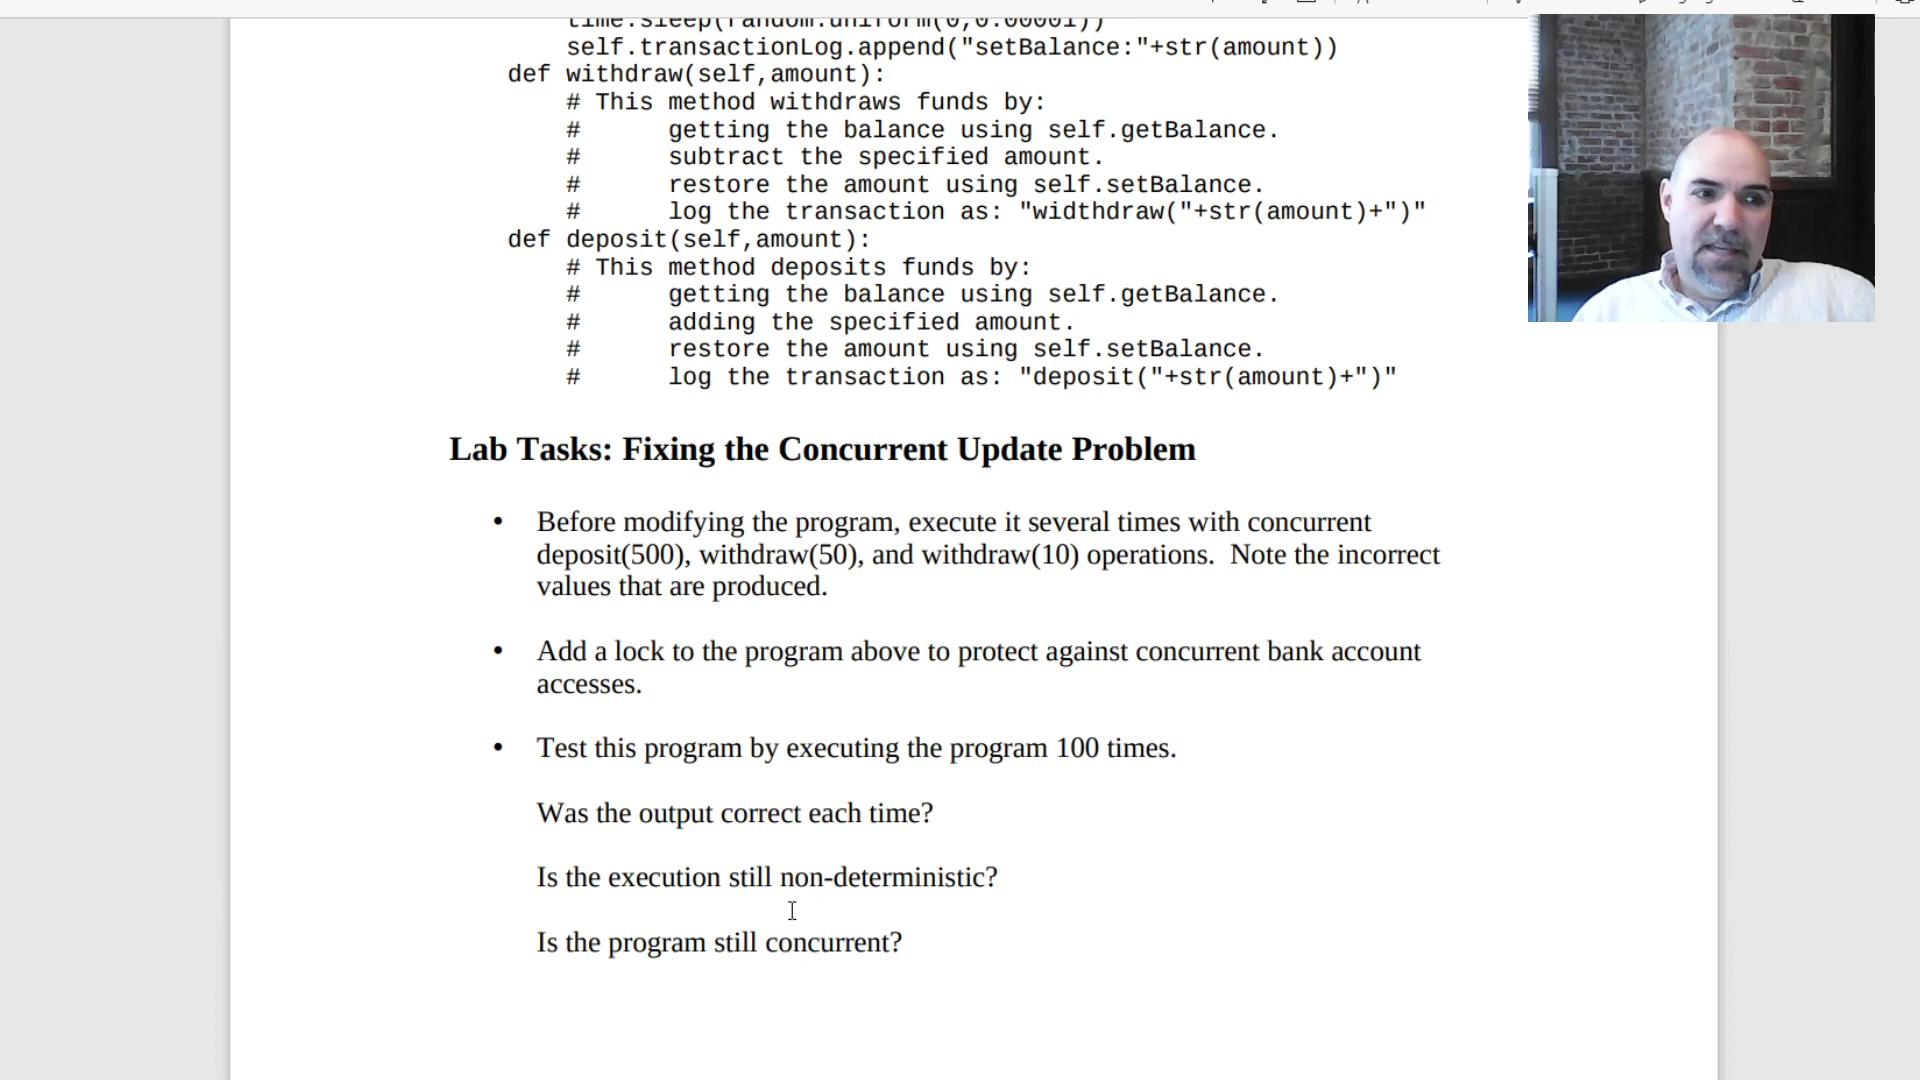 time.sleep(random.uniform(0,0.00001))
self.transactionLog.append("setBalance:"+str(amount))
def withdraw(self,amount):
# This method withdraws funds by:
# getting the balance using self.getBalance.
# subtract the specified amount.
# restore the amount using self.setBalance.
# log the transaction as: "widthdraw("+str(amount)+")"
def deposit(self,amount):
# This method deposits funds by:
# getting the balance using self.getBalance.
# adding the specified amount.
# restore the amount using self.setBalance.
# log the transaction as: "deposit("+str(amount)+")"
Lab Tasks: Fixing the Concurrent Update Problem
• Before modifying the program, execute it several times with concurrent
deposit(500), withdraw(50), and withdraw(10) operations. Note the incorrect
values that are produced.
• Add a lock to the program above to protect against concurrent bank account
accesses.
• Test this program by executing the program 100 times.
Was the output correct each time?
Is the execution still non-deterministic?
Is the program still concurrent?